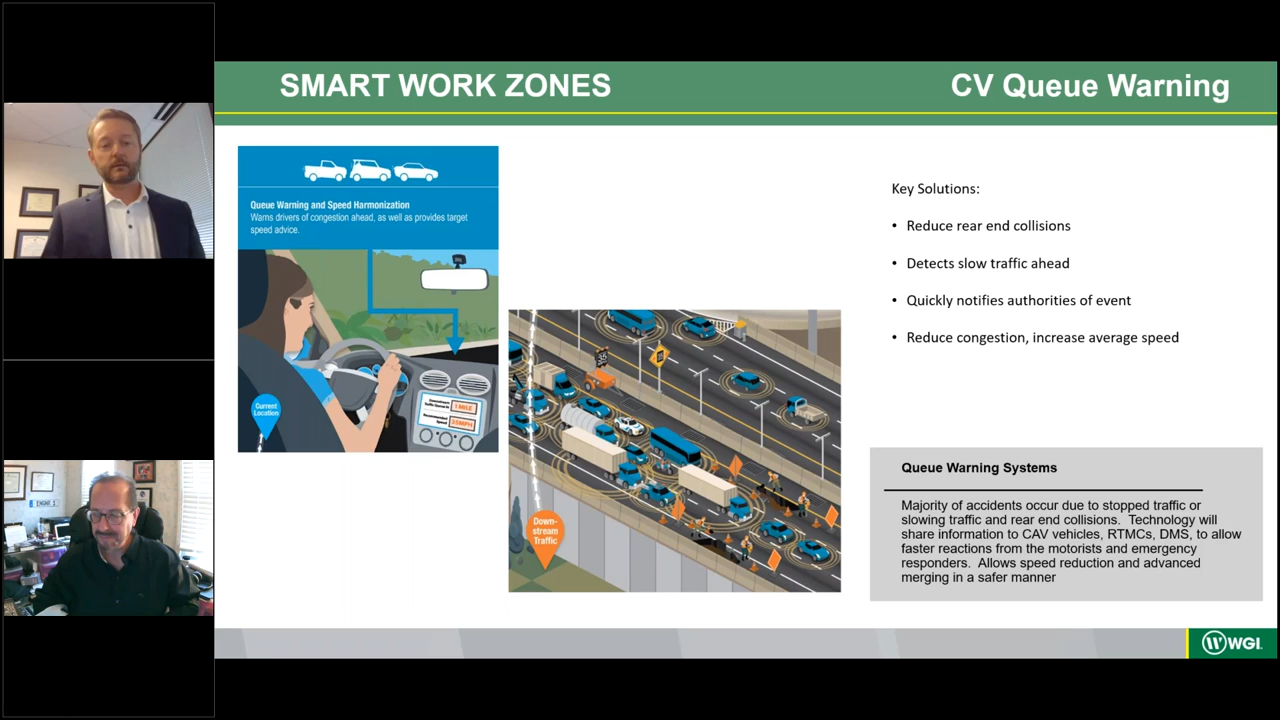 SMART WORK ZONES
CV Queue Warning
Queue Warning and Speed Harmonization
Warns drivers of congestion ahead, as well as provides target
speed advice.
Current
Location
1 MILE
Recommended
Speed
35MPH
Down-
stream
Traffic
Key Solutions:
• Reduce rear end collisions
• Detects slow traffic ahead
• Quickly notifies authorities of event
• Reduce congestion, increase average speed
Queue Warning Systems
Majority of accidents occur due to stopped traffic or
slowing traffic and rear end collisions. Technology will
share information to CAV vehicles, RTMCs, DMS, to allow
faster reactions from the motorists and emergency
responders. Allows speed reduction and advanced
merging in a safer manner
WGI.